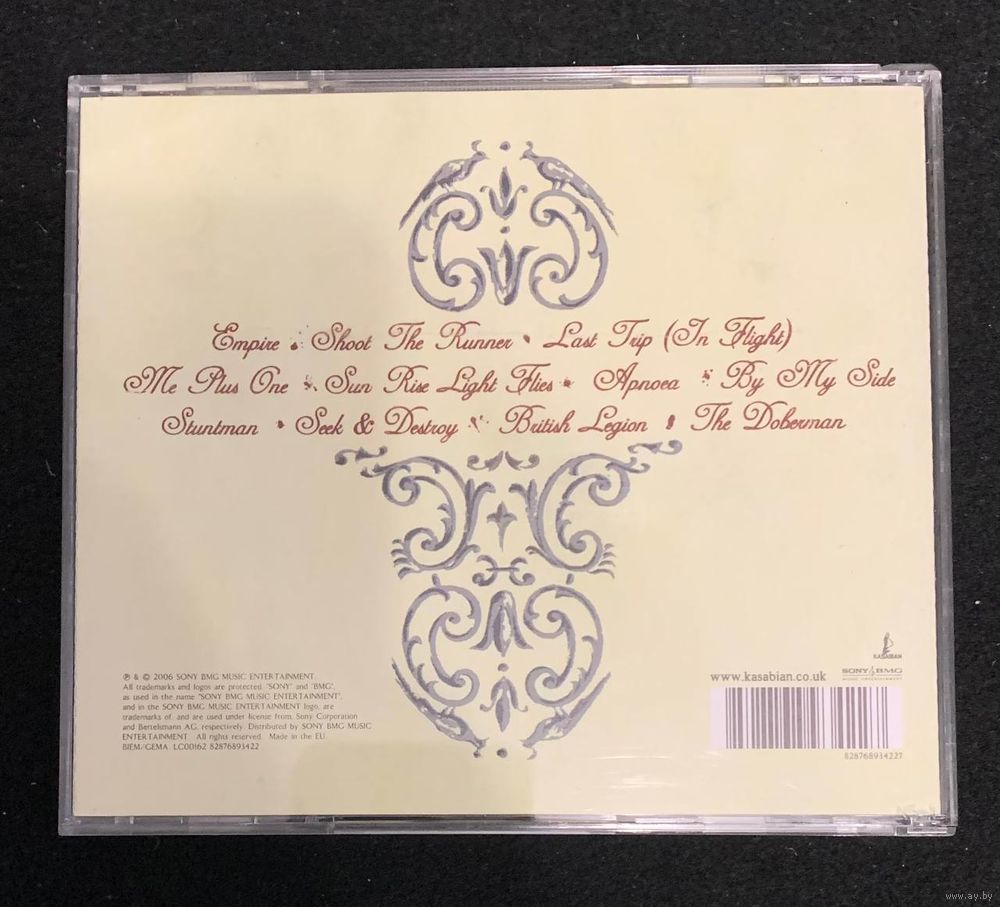 Empire • Shoot The Runner • Last Trip (In Flight)
Me Plus One • Sun Rise Light Flies • Apnoea • By My Side
Stuntman • Seek & Destroy • British Legion • The Doberman
℗ & © 2006 SONY BMG MUSIC ENTERTAINMENT.
All trademarks and logos are protected. "SONY" and "BMG",
as used in the name "SONY BMG MUSIC ENTERTAINMENT",
and in the SONY BMG MUSIC ENTERTAINMENT logo, are
trademarks of, and are used under license from, Sony Corporation
and Bertelsmann AG, respectively. Distributed by SONY BMG MUSIC
ENTERTAINMENT. All rights reserved. Made in the EU.
BIEM/GEMA LC00162 82876893422
KASABIAN
www.kasabian.co.uk
SONY BMG
MUSIC ENTERTAINMENT
828768934227
www.ay.by